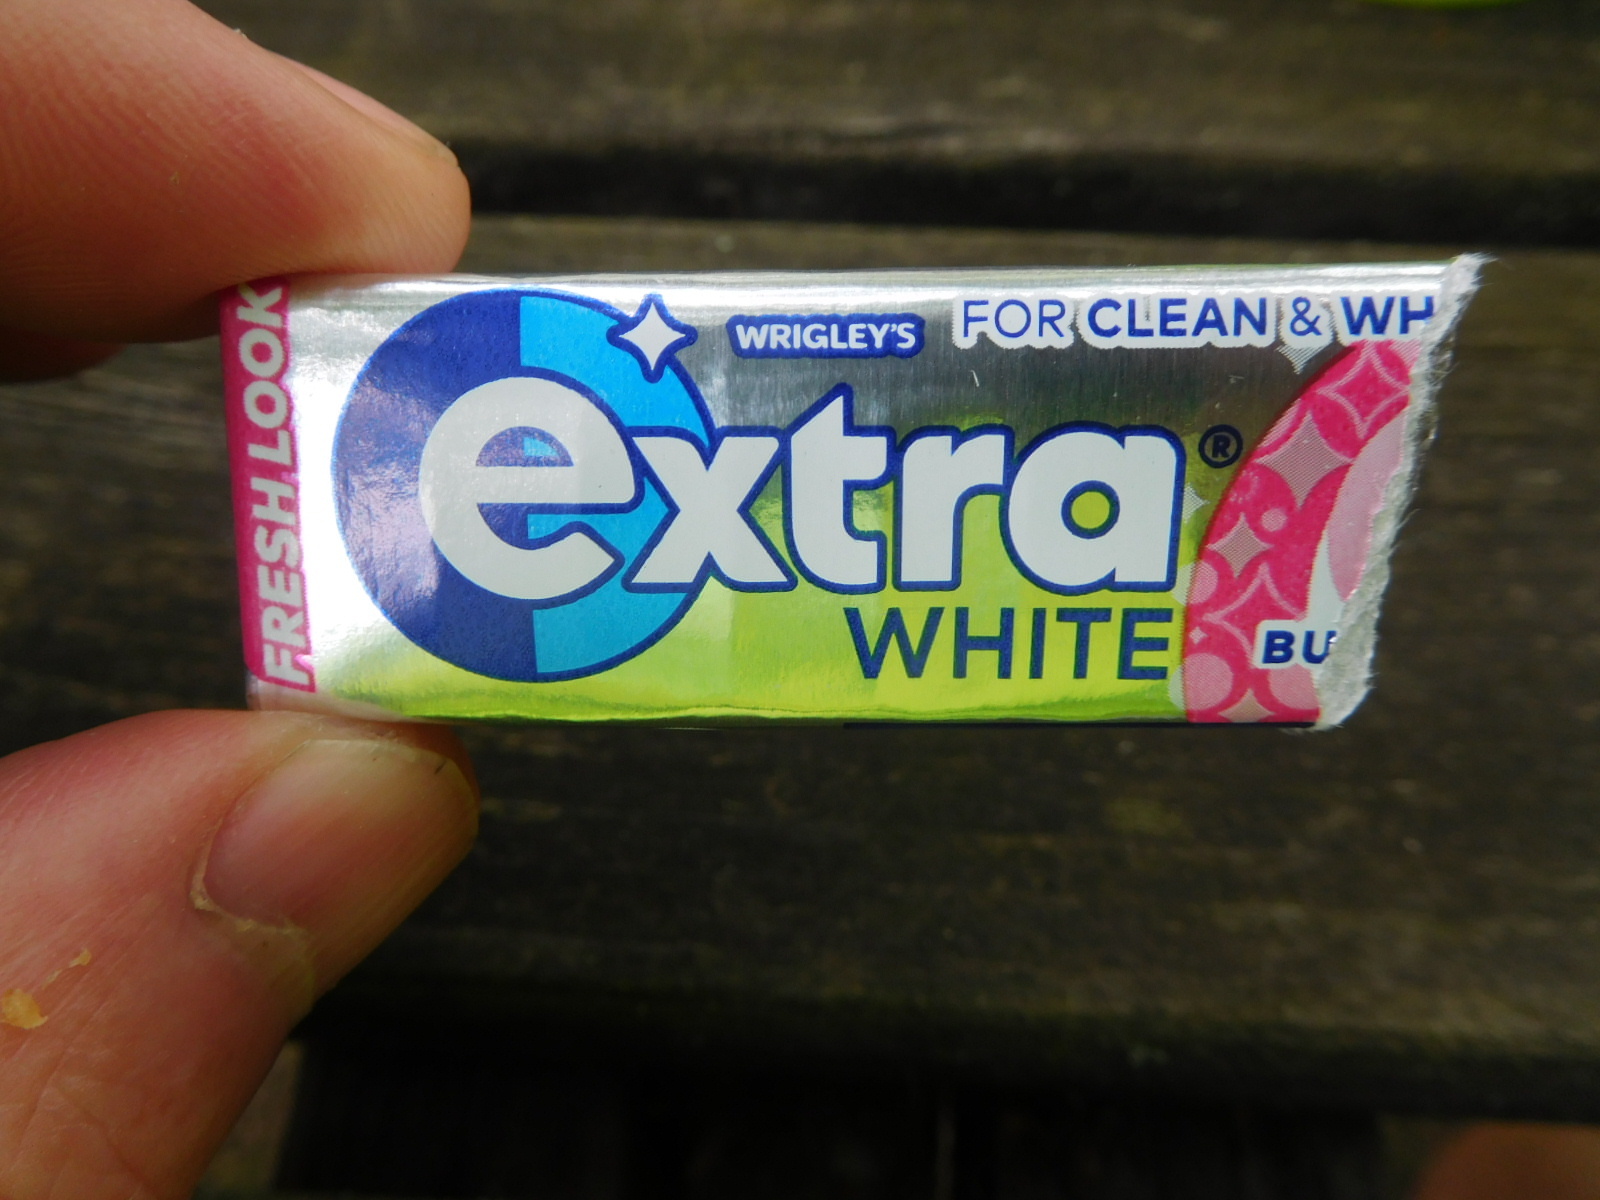 FRESH LOOK
WRIGLEY'S
FOR CLEAN & WH
extra®
WHITE
BU